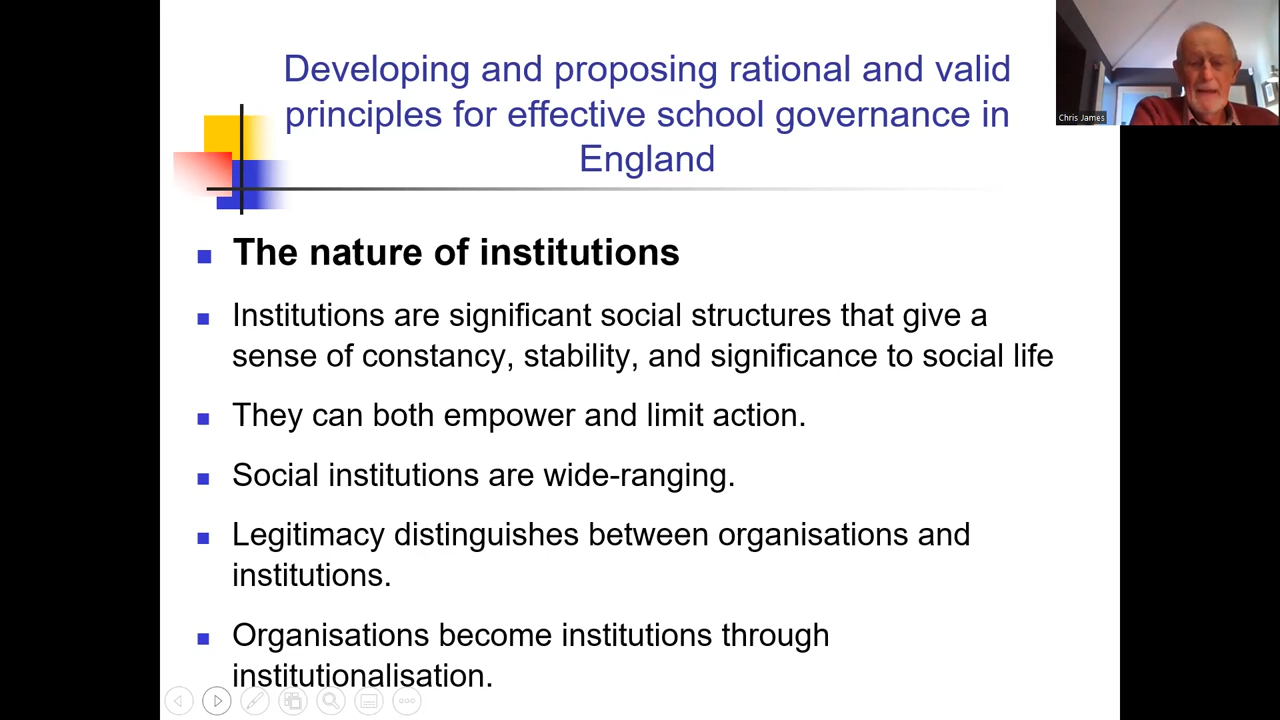 Developing and proposing rational and valid
principles for effective school governance in
England
Chris James
The nature of institutions
Institutions are significant social structures that give a
sense of constancy, stability, and significance to social life
They can both empower and limit action.
Social institutions are wide-ranging.
Legitimacy distinguishes between organisations and
institutions.
Organisations become institutions through
institutionalisation.